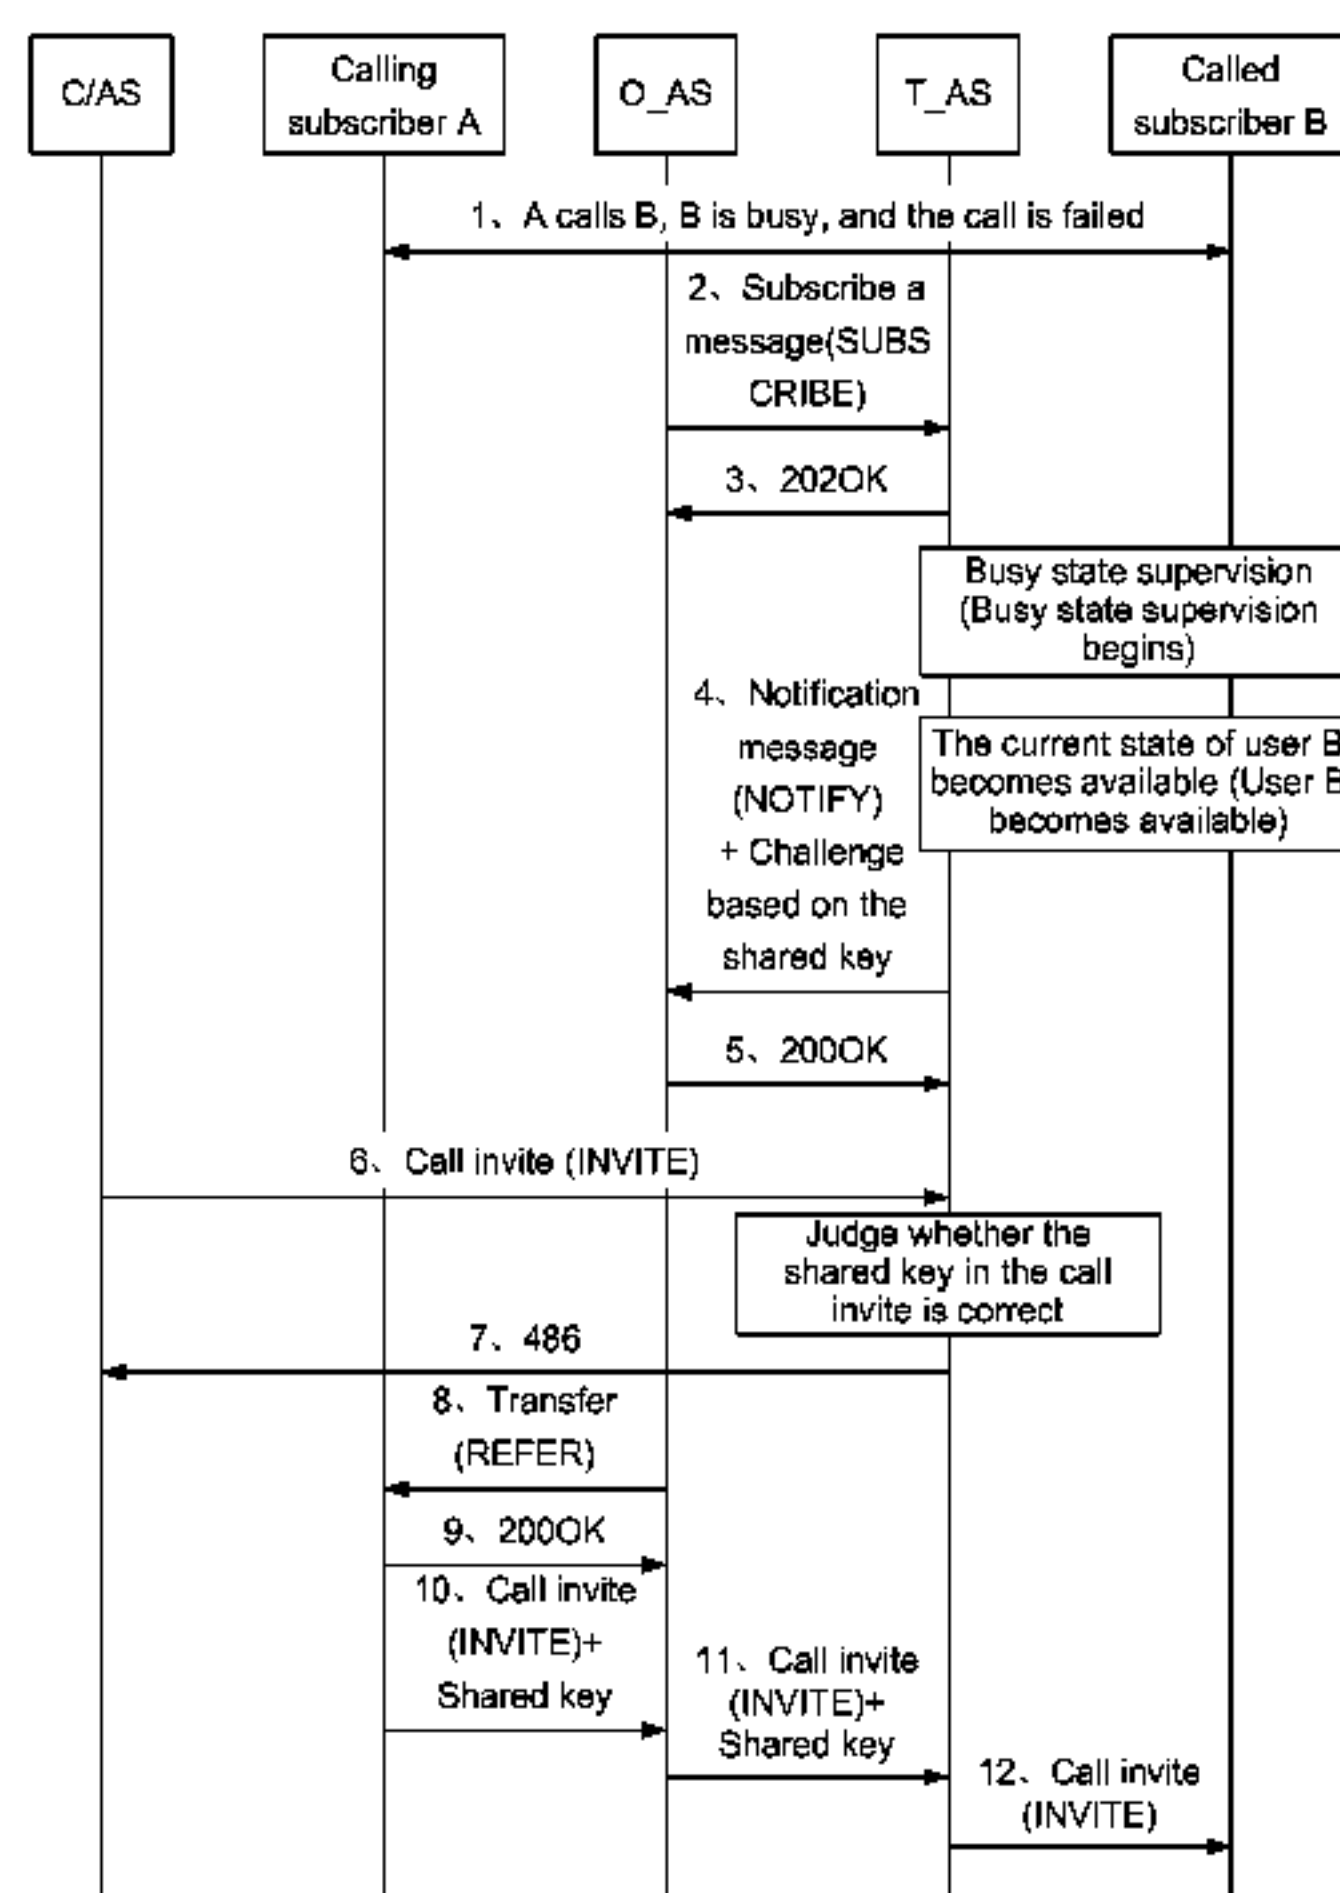 C/AS
Calling
subscriber A
O_AS
T_AS
Called
subscriber B
1、A calls B, B is busy, and the call is failed
2、Subscribe a
message(SUBS
CRIBE)
3、202OK
Busy state supervision
(Busy state supervision
begins)
4、Notification
message
(NOTIFY)
+ Challenge
based on the
shared key
The current state of user B
becomes available (User B
becomes available)
5、200OK
6、Call invite (INVITE)
Judge whether the
shared key in the call
invite is correct
7、486
8、Transfer
(REFER)
9、200OK
10、Call invite
(INVITE)+
Shared key
11、Call invite
(INVITE)+
Shared key
12、Call invite
(INVITE)